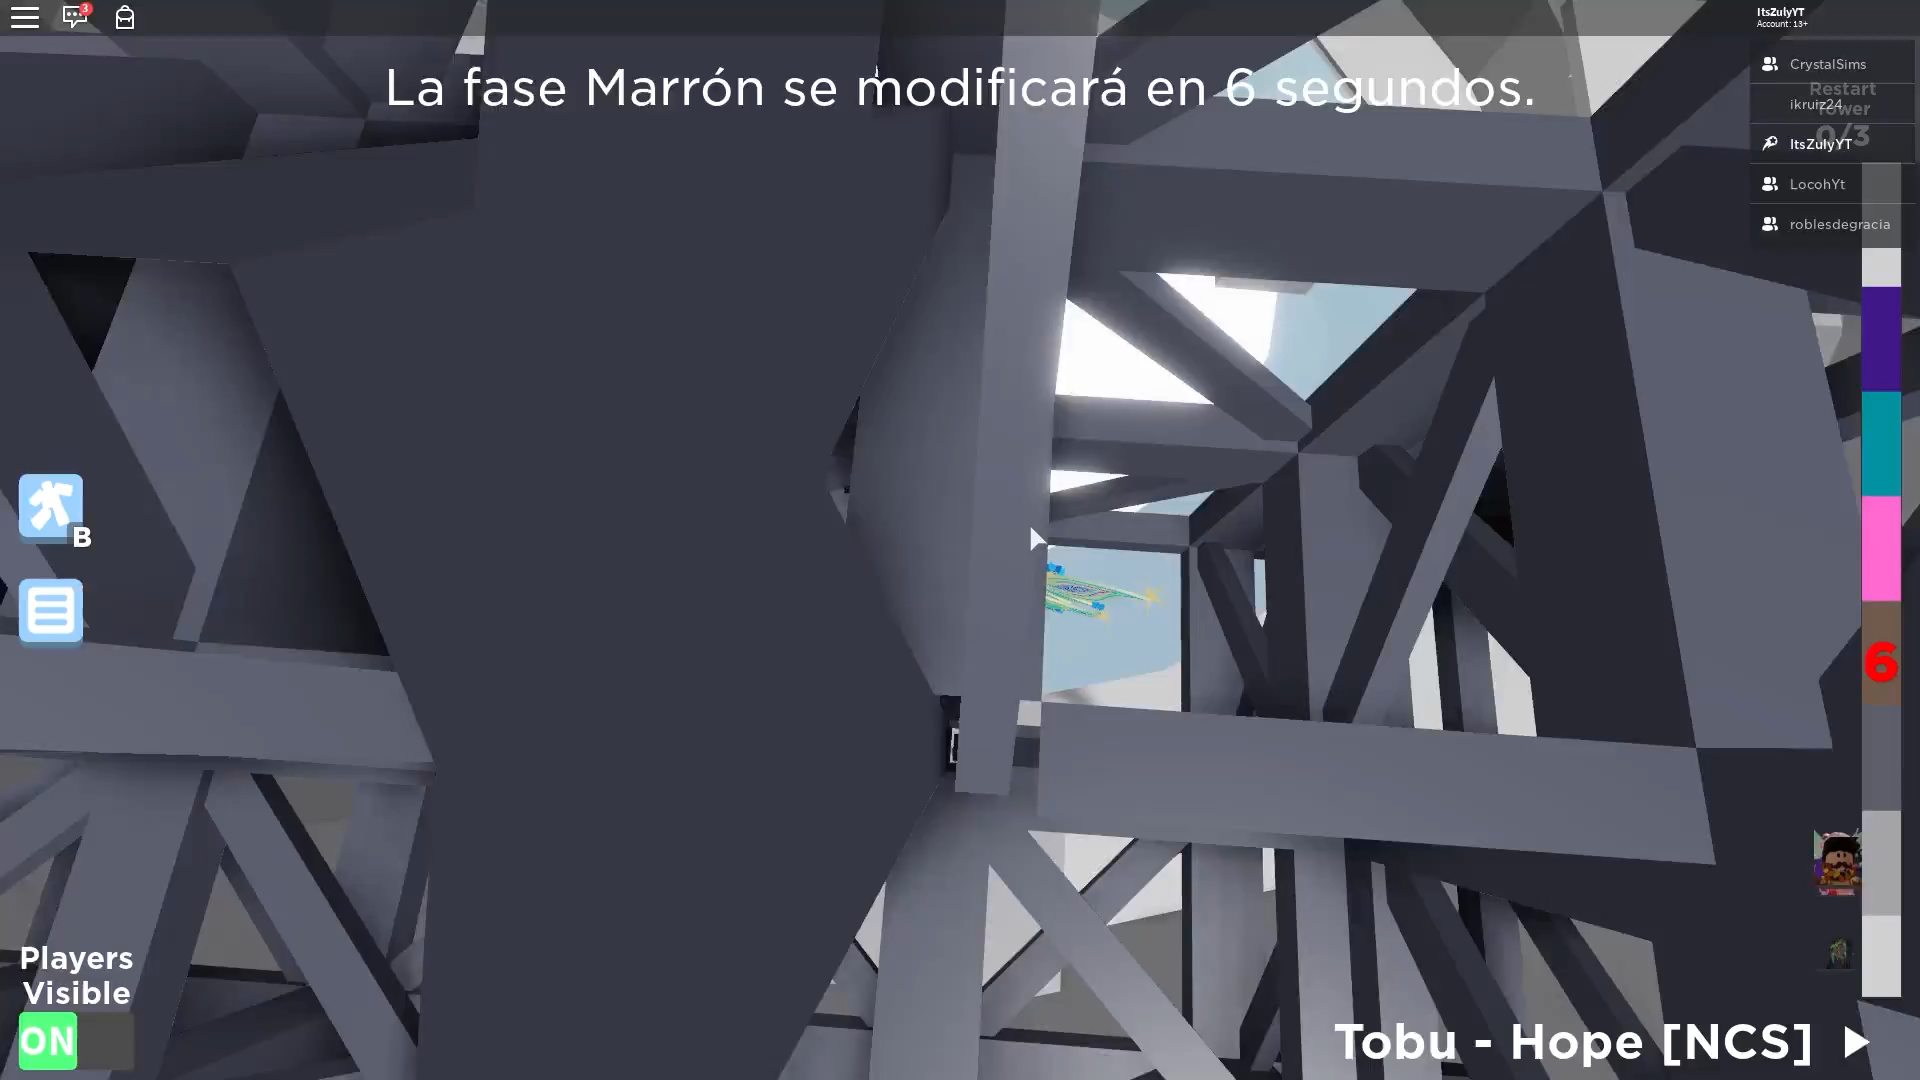 3
ItsZulyYT
Account: 13+
La fase Marrón se modificará en 6 segundos.
CrystalSims
Restart
ikruiz24
Tower
0/3
ItsZulyYT
LocohYt
roblesdegracia
B
6
Players
Visible
ON
Tobu - Hope [NCS]